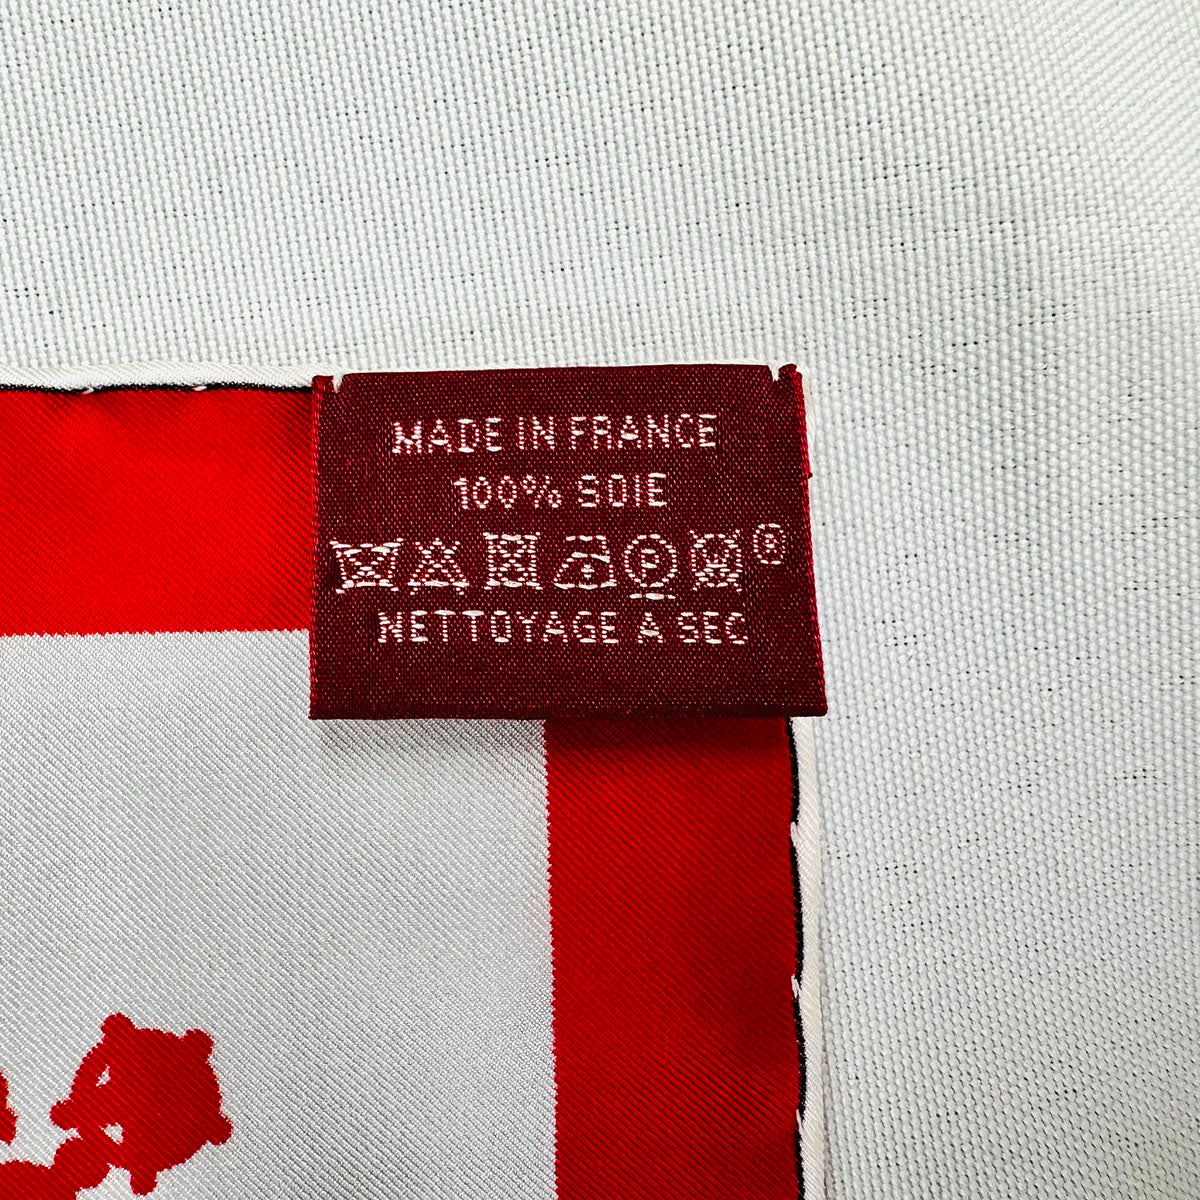 MADE IN FRANCE
100% SOIE
P ®
NETTOYAGE A SEC